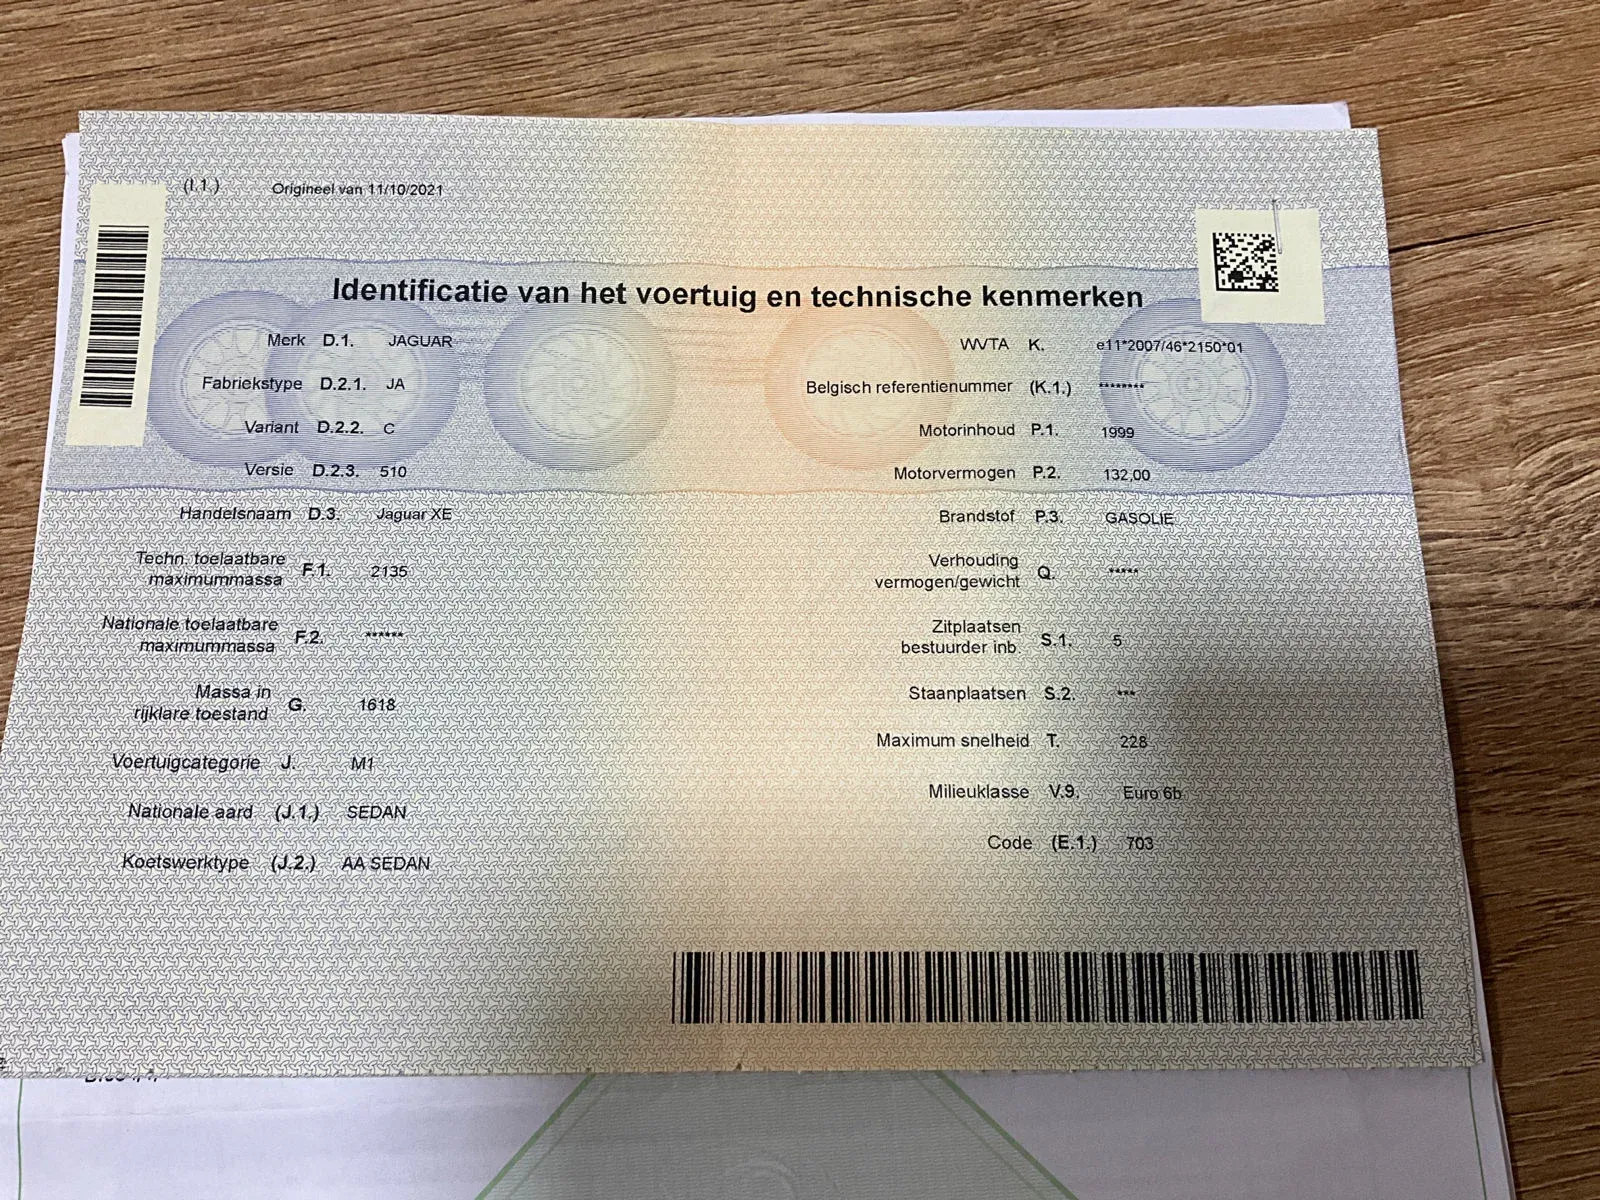 (I.1.) Origineel van 11/10/2021
Identificatie van het voertuig en technische kenmerken
Merk D.1. JAGUAR
Fabriekstype D.2.1. JA
Variant D.2.2. C
Versie D.2.3. 510
Handelsnaam D.3. Jaguar XE
Techn. toelaatbare
maximummassa F.1. 2135
Nationale toelaatbare
maximummassa F.2. ******
Massa in
rijklare toestand G. 1618
Voertuigcategorie J. M1
Nationale aard (J.1.) SEDAN
Koetswerktype (J.2.) AA SEDAN
WVTA K. e11*2007/46*2150*01
Belgisch referentienummer (K.1.) ********
Motorinhoud P.1. 1999
Motorvermogen P.2. 132,00
Brandstof P.3. GASOLIE
Verhouding
vermogen/gewicht Q. *****
Zitplaatsen
bestuurder inb. S.1. 5
Staanplaatsen S.2. ***
Maximum snelheid T. 228
Milieuklasse V.9. Euro 6b
Code (E.1.) 703